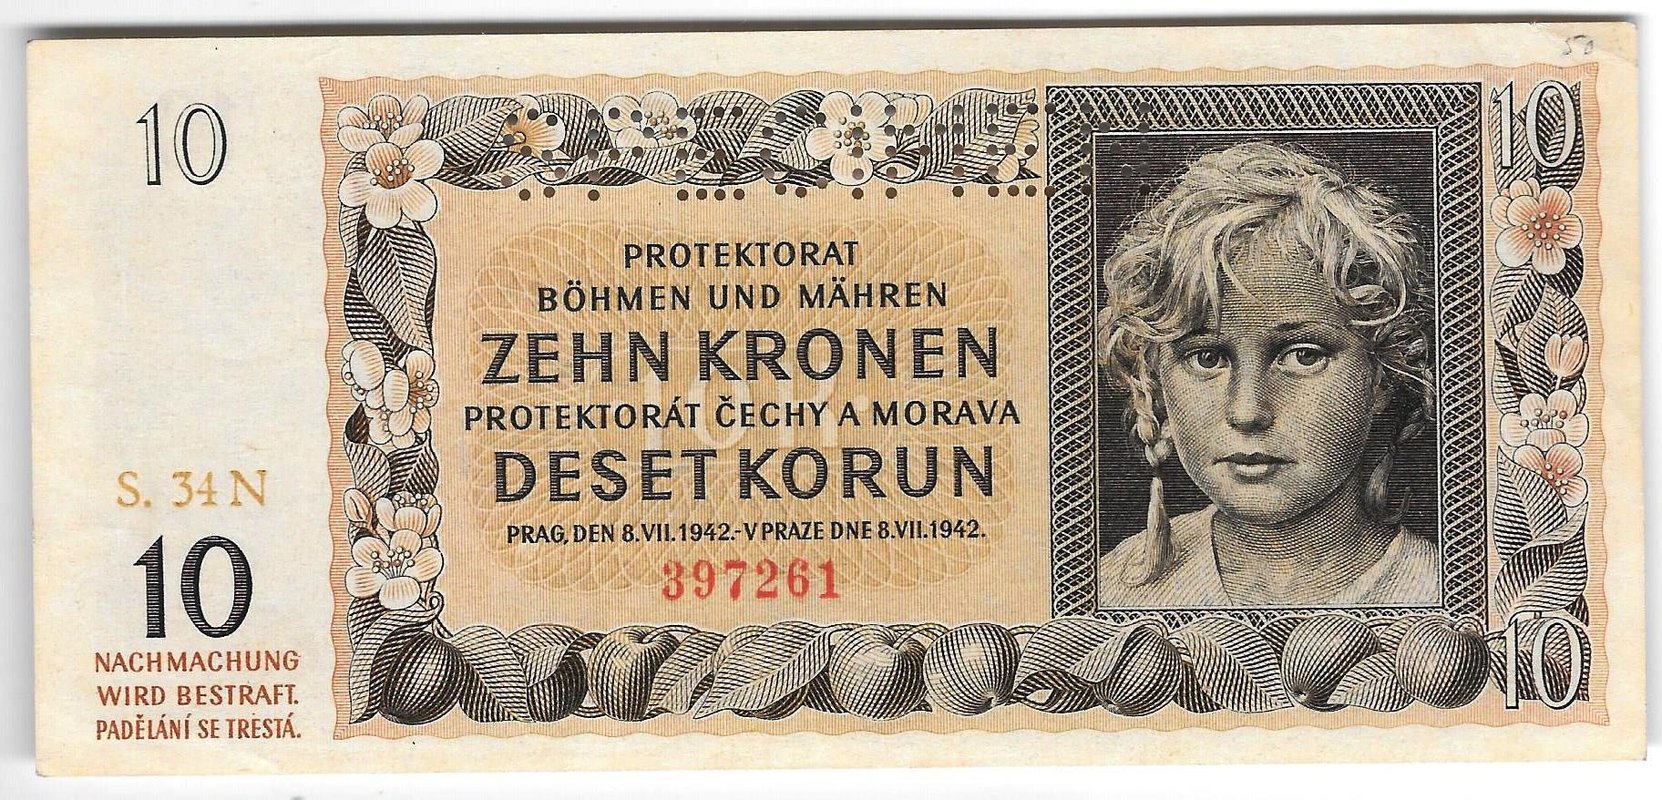 10
S. 34 N
10
NACHMACHUNG
WIRD BESTRAFT.
PADĚLÁNÍ SE TRESTÁ.
PROTEKTORAT
BÖHMEN UND MÄHREN
ZEHN KRONEN
PROTEKTORÁT ČECHY A MORAVA
DESET KORUN
PRAG, DEN 8.VII.1942.-V PRAZE DNE 8.VII.1942.
397261
50
10
10